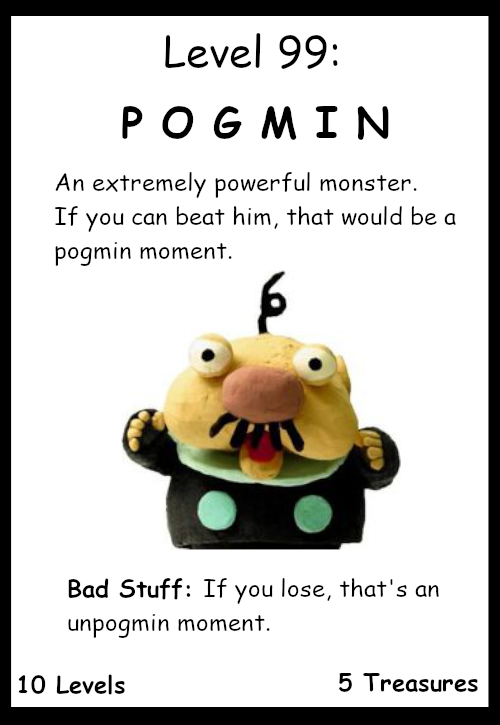 Level 99:
POGMIN
An extremely powerful monster.
If you can beat him, that would be a
pogmin moment.
Bad Stuff: If you lose, that's an
unpogmin moment.
10 Levels
5 Treasures